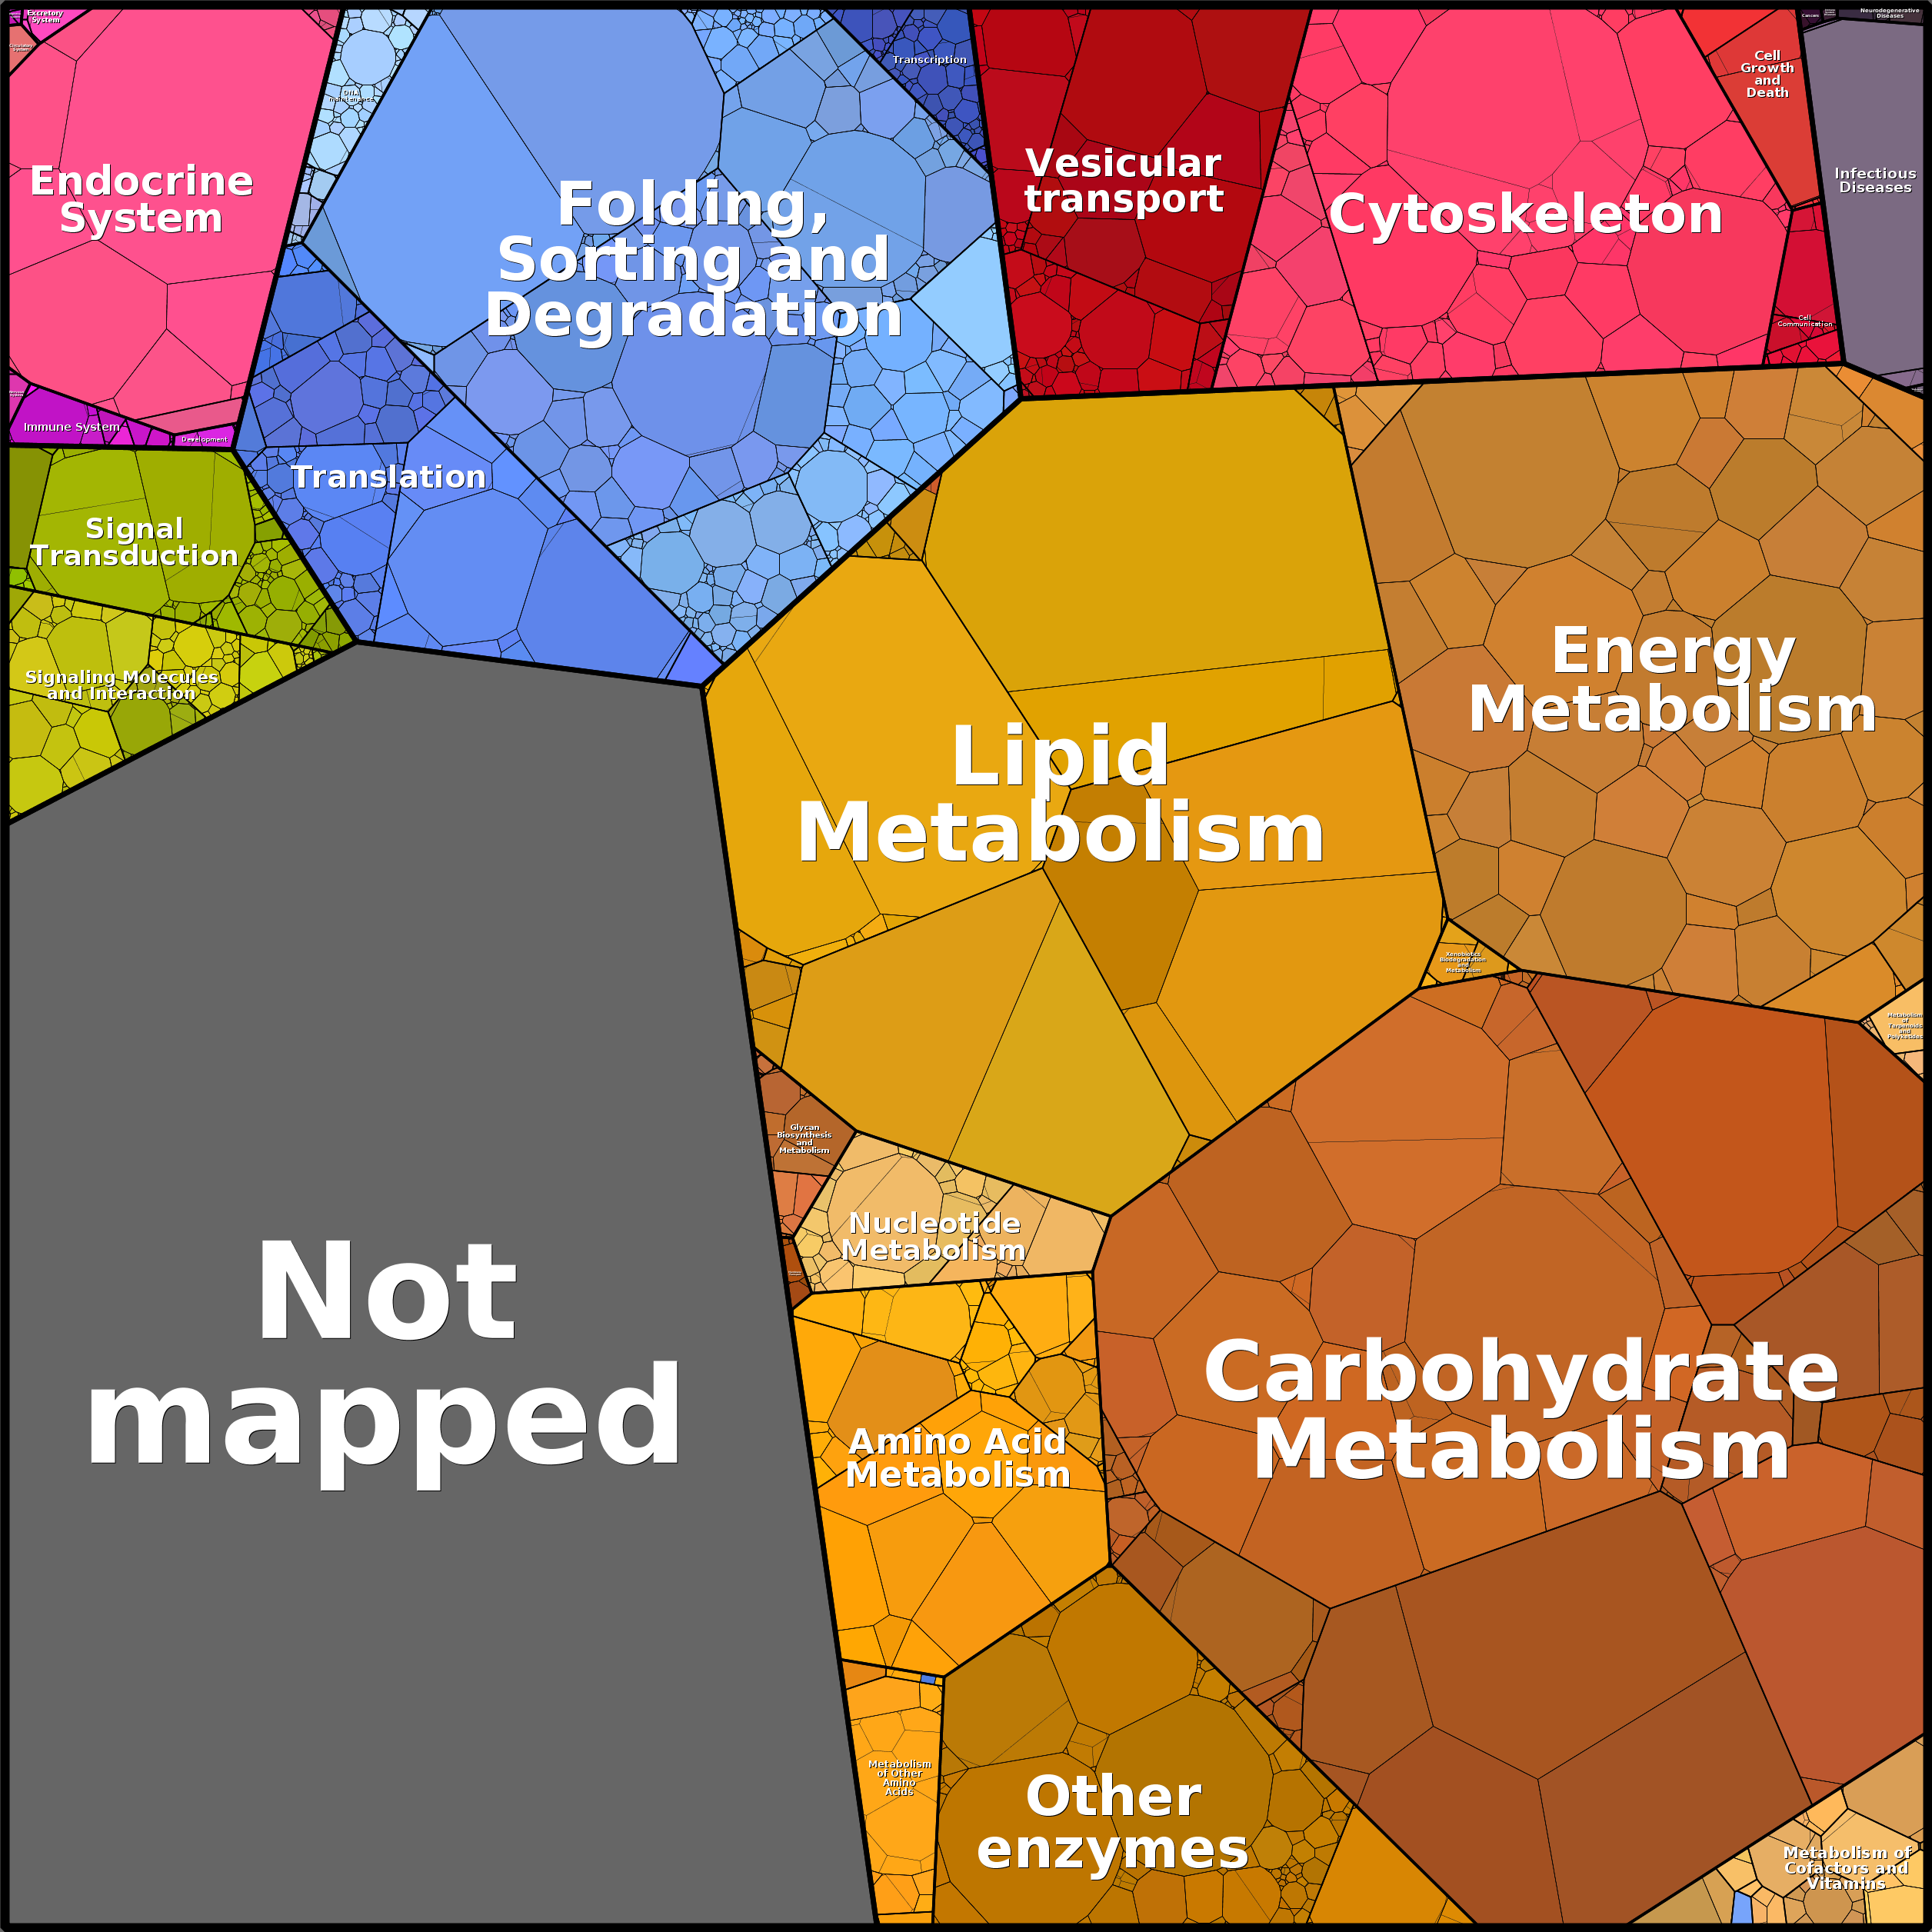 Excretory
System
Endocrine
System
Immune System
Development
DNA
maintenance
Transcription
Folding,
Sorting and
Degradation
Translation
Vesicular
transport
Cytoskeleton
Cell
Growth
and
Death
Cell
Communication
Cancers
Neurodegenerative
Diseases
Infectious
Diseases
Signal
Transduction
Signaling Molecules
and Interaction
Lipid
Metabolism
Energy
Metabolism
Xenobiotics
Biodegradation
and
Metabolism
Metabolism
of
Terpenoids
and
Polyketides
Glycan
Biosynthesis
and
Metabolism
Nucleotide
Metabolism
Not
mapped
Amino Acid
Metabolism
Carbohydrate
Metabolism
Metabolism
of Other
Amino
Acids
Other
enzymes
Metabolism of
Cofactors and
Vitamins